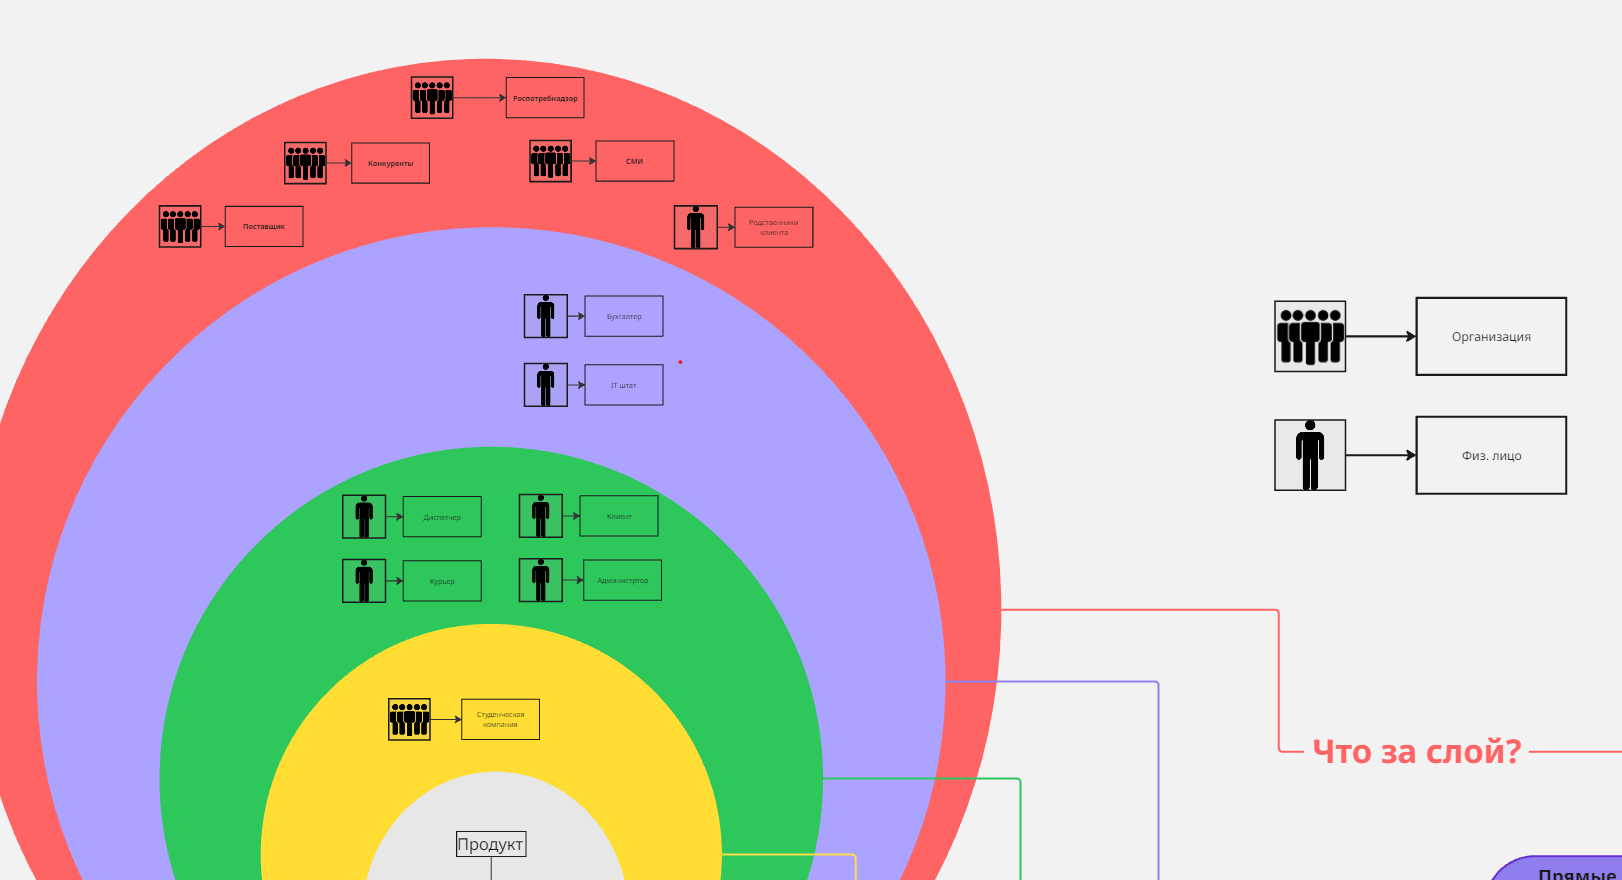 Роспотребнадзор
Конкуренты
СМИ
Поставщик
Родственники
клиента
Бухгалтер
IT штат
Организация
Физ. лицо
Диспетчер
Клиент
Курьер
Администртор
Студенческая
компания
Что за слой?
Продукт
Прямые